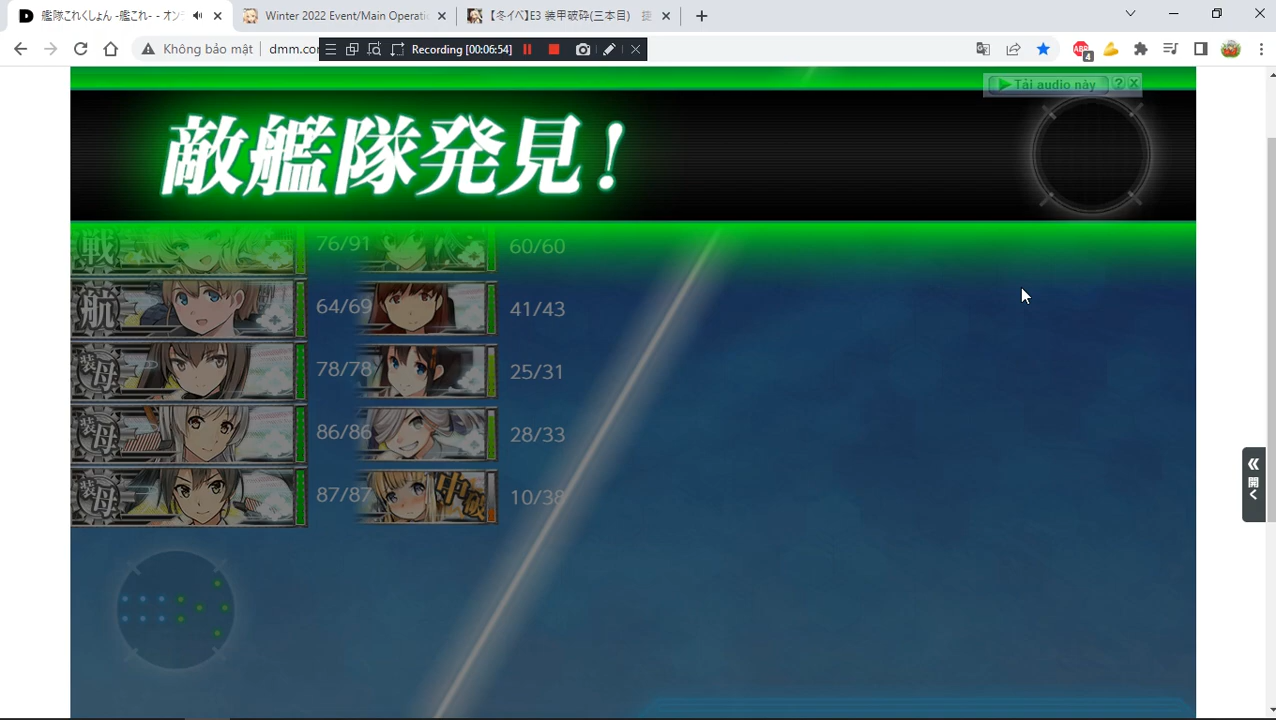 艦隊これくしょん -艦これ- - オン
Winter 2022 Event/Main Operati
【冬イベ】E3 装甲破砕(三本目)
Không bảo mật
dmm.co
Recording [00:06:54]
ABP
4
Tải audio này
?
敵艦隊発見!
戦
76/91
60/60
航
64/69
41/43
装母
78/78
25/31
装母
86/86
28/33
装母
87/87
中破
10/38
開